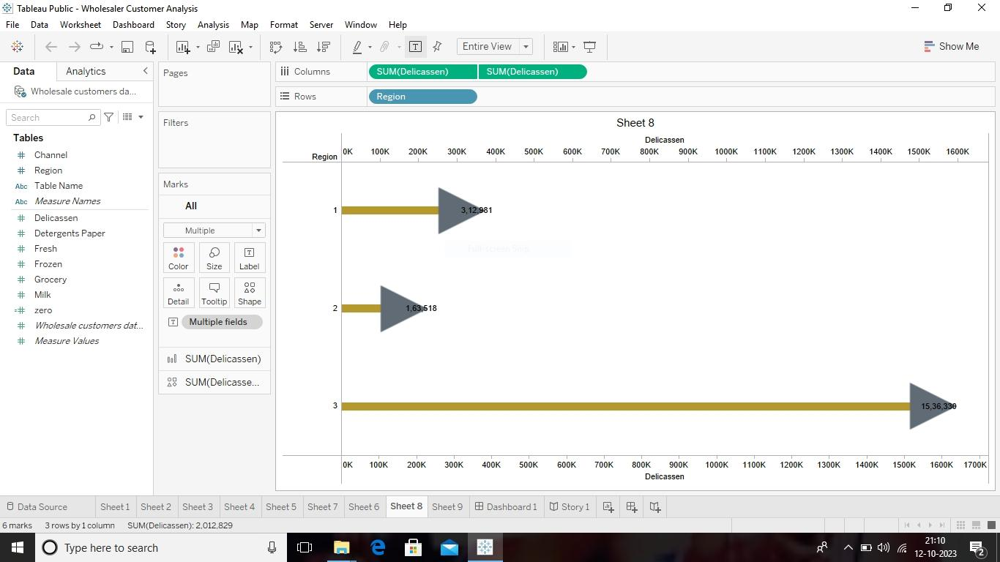 Tableau Public - Wholesaler Customer Analysis
File Data Worksheet Dashboard Story Analysis Map Format Server Window Help
Entire View
Show Me
Data Analytics
Wholesale customers da...
Search
Tables
Channel
Region
Abc Table Name
Abc Measure Names
Delicassen
Detergents Paper
Fresh
Frozen
Grocery
Milk
zero
Wholesale customers dat...
Measure Values
Pages
Filters
Marks
All
Multiple
Color Size Label
Detail Tooltip Shape
Multiple fields
SUM(Delicassen)
SUM(Delicasse...
Columns SUM(Delicassen) SUM(Delicassen)
Rows Region
Sheet 8
Delicassen
Region 0K 100K 200K 300K 400K 500K 600K 700K 800K 900K 1000K 1100K 1200K 1300K 1400K 1500K 1600K
1 3,12,981
Full-screen Snip
2 1,63,518
3 15,36,330
0K 100K 200K 300K 400K 500K 600K 700K 800K 900K 1000K 1100K 1200K 1300K 1400K 1500K 1600K 1700K
Delicassen
Data Source Sheet 1 Sheet 2 Sheet 3 Sheet 4 Sheet 5 Sheet 7 Sheet 6 Sheet 8 Sheet 9 Dashboard 1 Story 1
6 marks 3 rows by 1 column SUM(Delicassen): 2,012,829
Type here to search
21:10
12-10-2023
2